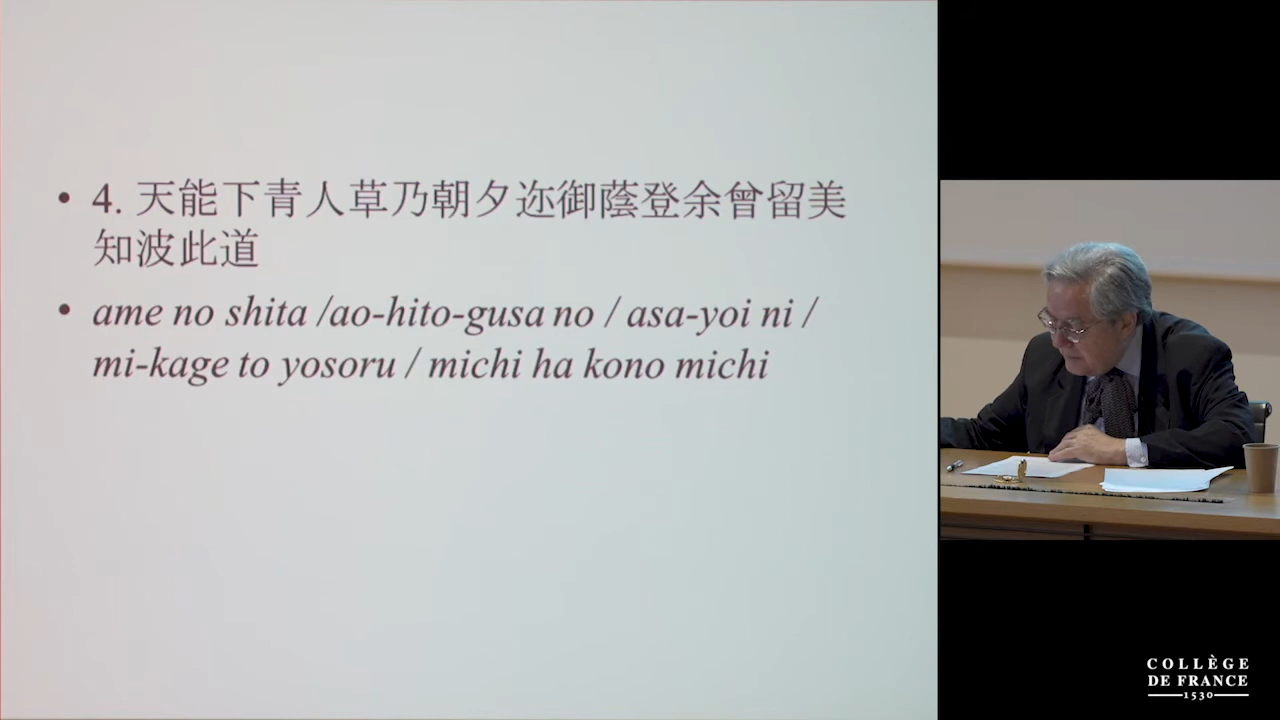 • 4. 天能下青人草乃朝夕迩御蔭登余曾留美
知波此道
• ame no shita /ao-hito-gusa no / asa-yoi ni /
mi-kage to yosoru / michi ha kono michi
COLLÈGE
DE FRANCE
1530